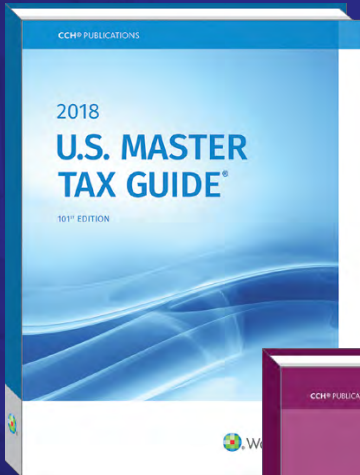 CCH® PUBLICATIONS
2018
U.S. MASTER
TAX GUIDE®
101ST EDITION
CCH® PUBLICA